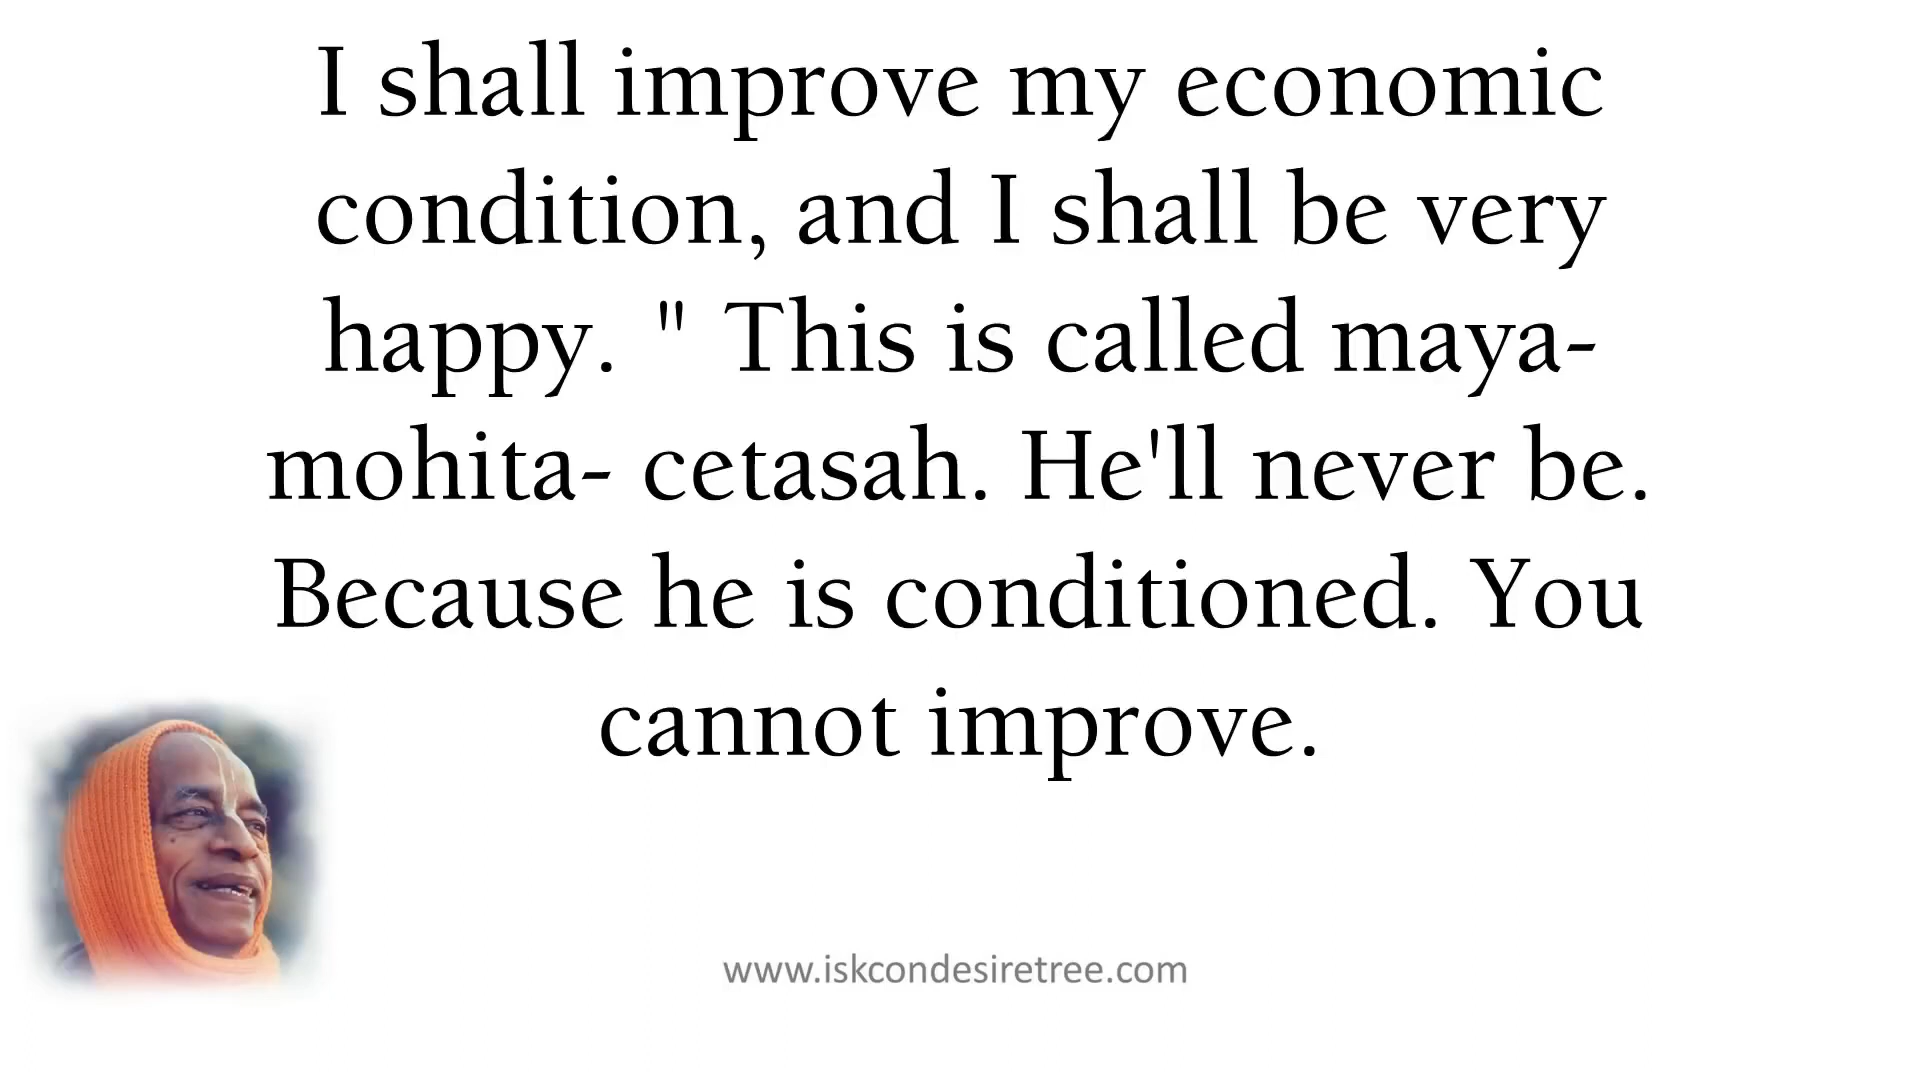 I shall improve my economic
condition, and I shall be very
happy. " This is called maya-
mohita- cetasah. He'll never be.
Because he is conditioned. You
cannot improve.
www.iskcondesiretree.com